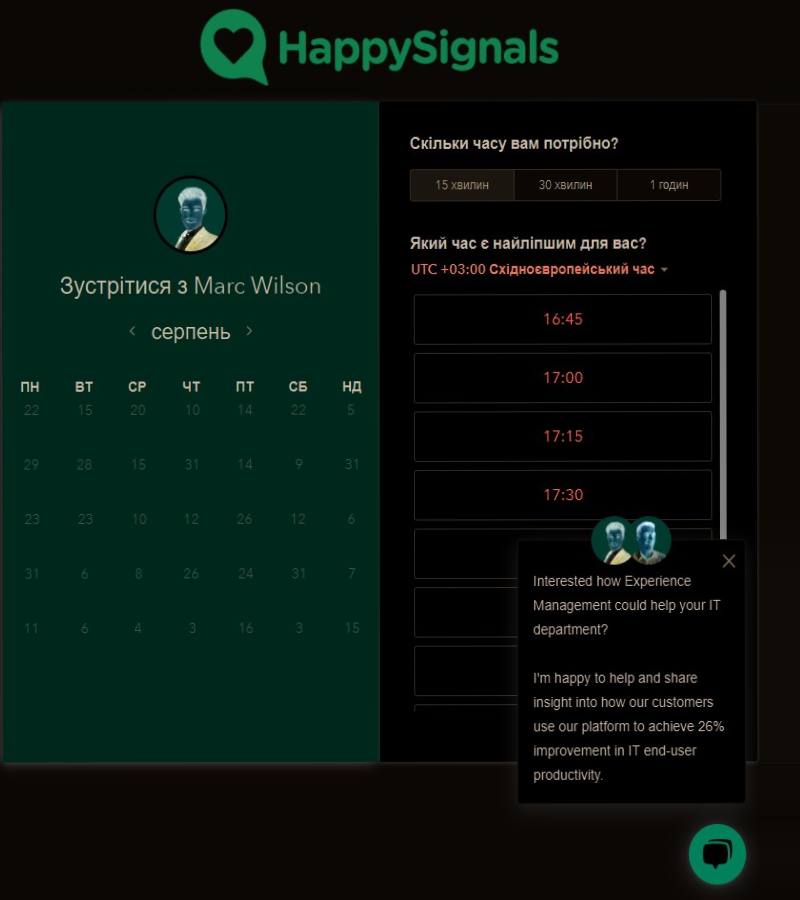 HappySignals
Зустрітися з Marc Wilson
серпень
ПН ВТ СР ЧТ ПТ СБ НД
22 15 20 10 14 22 5
29 28 15 31 14 9 31
23 23 10 12 26 12 6
31 6 8 26 24 31 7
11 6 4 3 16 3 15
Скільки часу вам потрібно?
15 хвилин 30 хвилин 1 годин
Який час є найліпшим для вас?
UTC +03:00 Східноєвропейський час
16:45
17:00
17:15
17:30
Interested how Experience
Management could help your IT
department?
I'm happy to help and share
insight into how our customers
use our platform to achieve 26%
improvement in IT end-user
productivity.